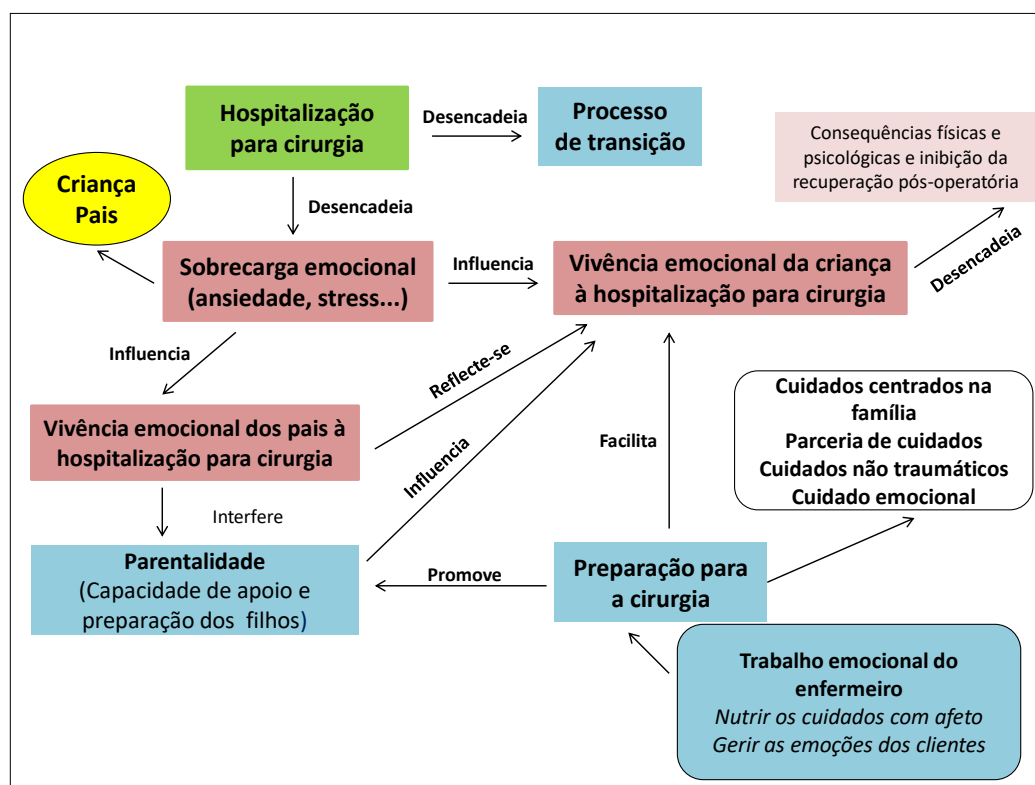 Hospitalização
para cirurgia
Desencadeia
Processo
de transição
Consequências físicas e
psicológicas e inibição da
recuperação pós-operatória
Criança
Pais
Desencadeia
Sobrecarga emocional
(ansiedade, stress...)
Influencia
Vivência emocional da criança
à hospitalização para cirurgia
Desencadeia
Influencia
Reflecte-se
Vivência emocional dos pais à
hospitalização para cirurgia
Influencia
Facilita
Cuidados centrados na
família
Parceria de cuidados
Cuidados não traumáticos
Cuidado emocional
Interfere
Parentalidade
(Capacidade de apoio e
preparação dos filhos)
Promove
Preparação para
a cirurgia
Trabalho emocional do
enfermeiro
Nutrir os cuidados com afeto
Gerir as emoções dos clientes